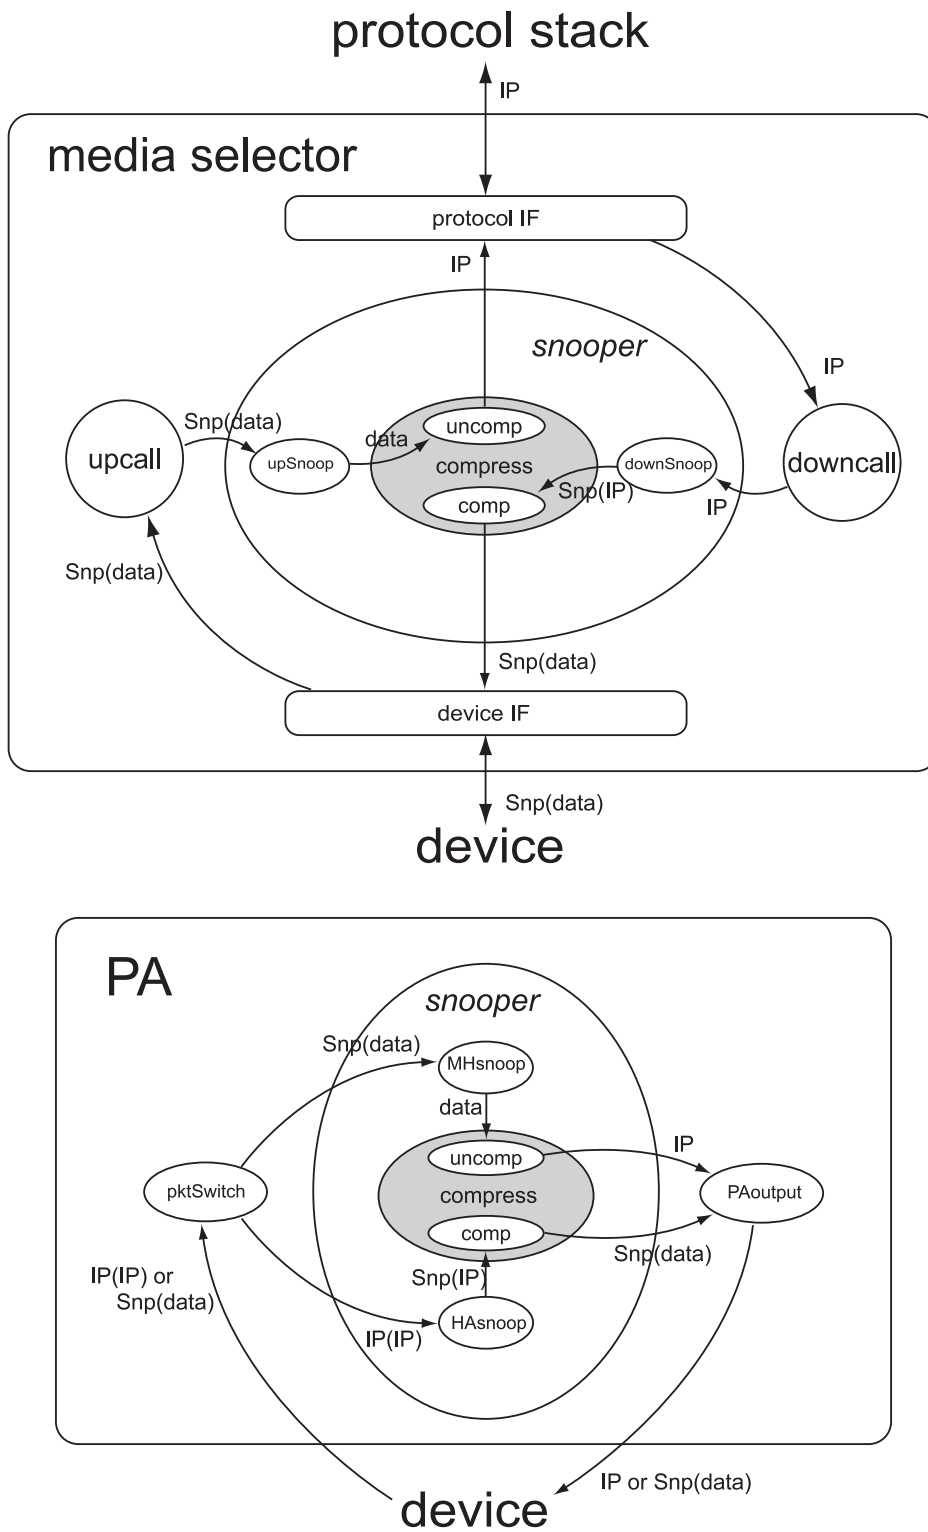 protocol stack
IP
media selector
protocol IF
IP
snooper
IP
Snp(data)
uncomp
data
upcall
upSnoop
compress
downSnoop
downcall
Snp(IP)
comp
IP
Snp(data)
Snp(data)
device IF
Snp(data)
device
PA
snooper
Snp(data)
MHsnoop
data
IP
uncomp
pktSwitch
compress
PAoutput
comp
Snp(data)
Snp(IP)
IP(IP) or
Snp(data)
HAsnoop
IP(IP)
IP or Snp(data)
device